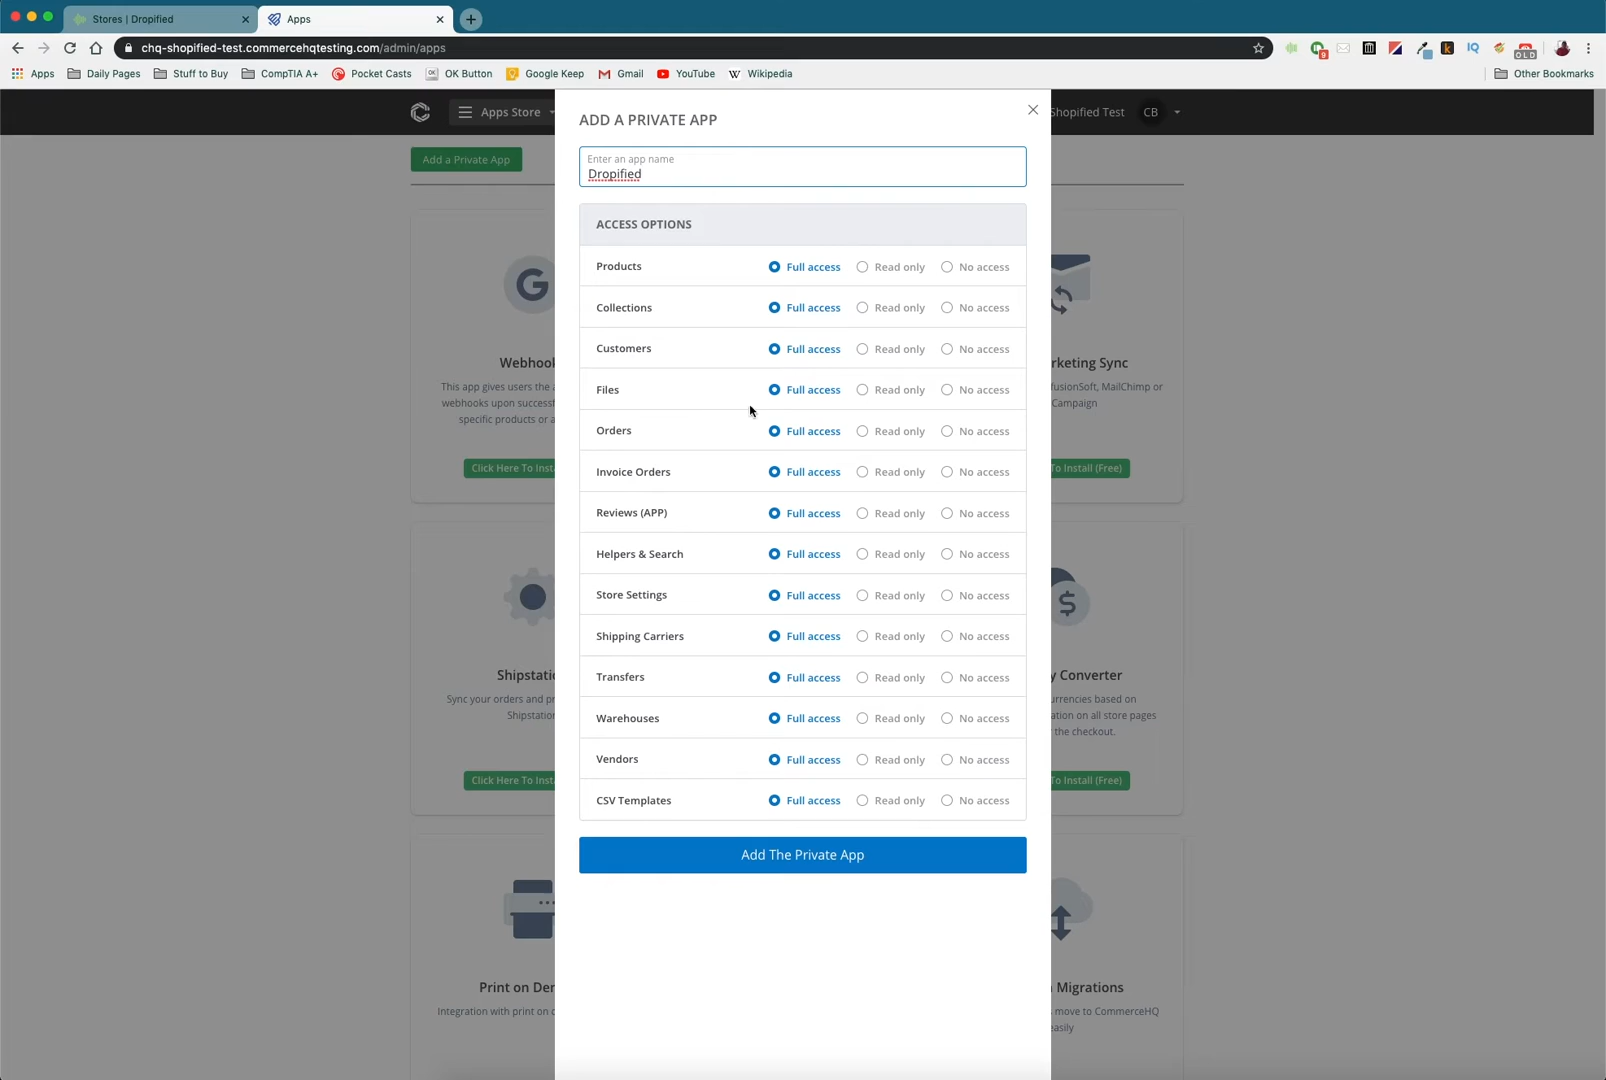 Stores | Dropified
Apps
chq-shopified-test.commercehqtesting.com/admin/apps
9
OLD
Apps
Daily Pages
Stuff to Buy
CompTIA A+
Pocket Casts
OK Button
Google Keep
Gmail
YouTube
Wikipedia
Other Bookmarks
Apps Store
Shopified Test
CB
Add a Private App
ADD A PRIVATE APP
Enter an app name
Dropified
ACCESS OPTIONS
Products Full access Read only No access
Collections Full access Read only No access
Customers Full access Read only No access
Files Full access Read only No access
Orders Full access Read only No access
Invoice Orders Full access Read only No access
Reviews (APP) Full access Read only No access
Helpers & Search Full access Read only No access
Store Settings Full access Read only No access
Shipping Carriers Full access Read only No access
Transfers Full access Read only No access
Warehouses Full access Read only No access
Vendors Full access Read only No access
CSV Templates Full access Read only No access
Add The Private App
G
Webhook
This app gives users the a
webhooks upon successf
specific products or a
Click Here To Insta
rketing Sync
fusionSoft, MailChimp or
Campaign
To Install (Free)
Shipstatio
Sync your orders and pr
Shipstation
Click Here To Insta
$
y Converter
urrencies based on
ation on all store pages
r the checkout.
To Install (Free)
Print on Der
Integration with print on d
Migrations
move to CommerceHQ
easily